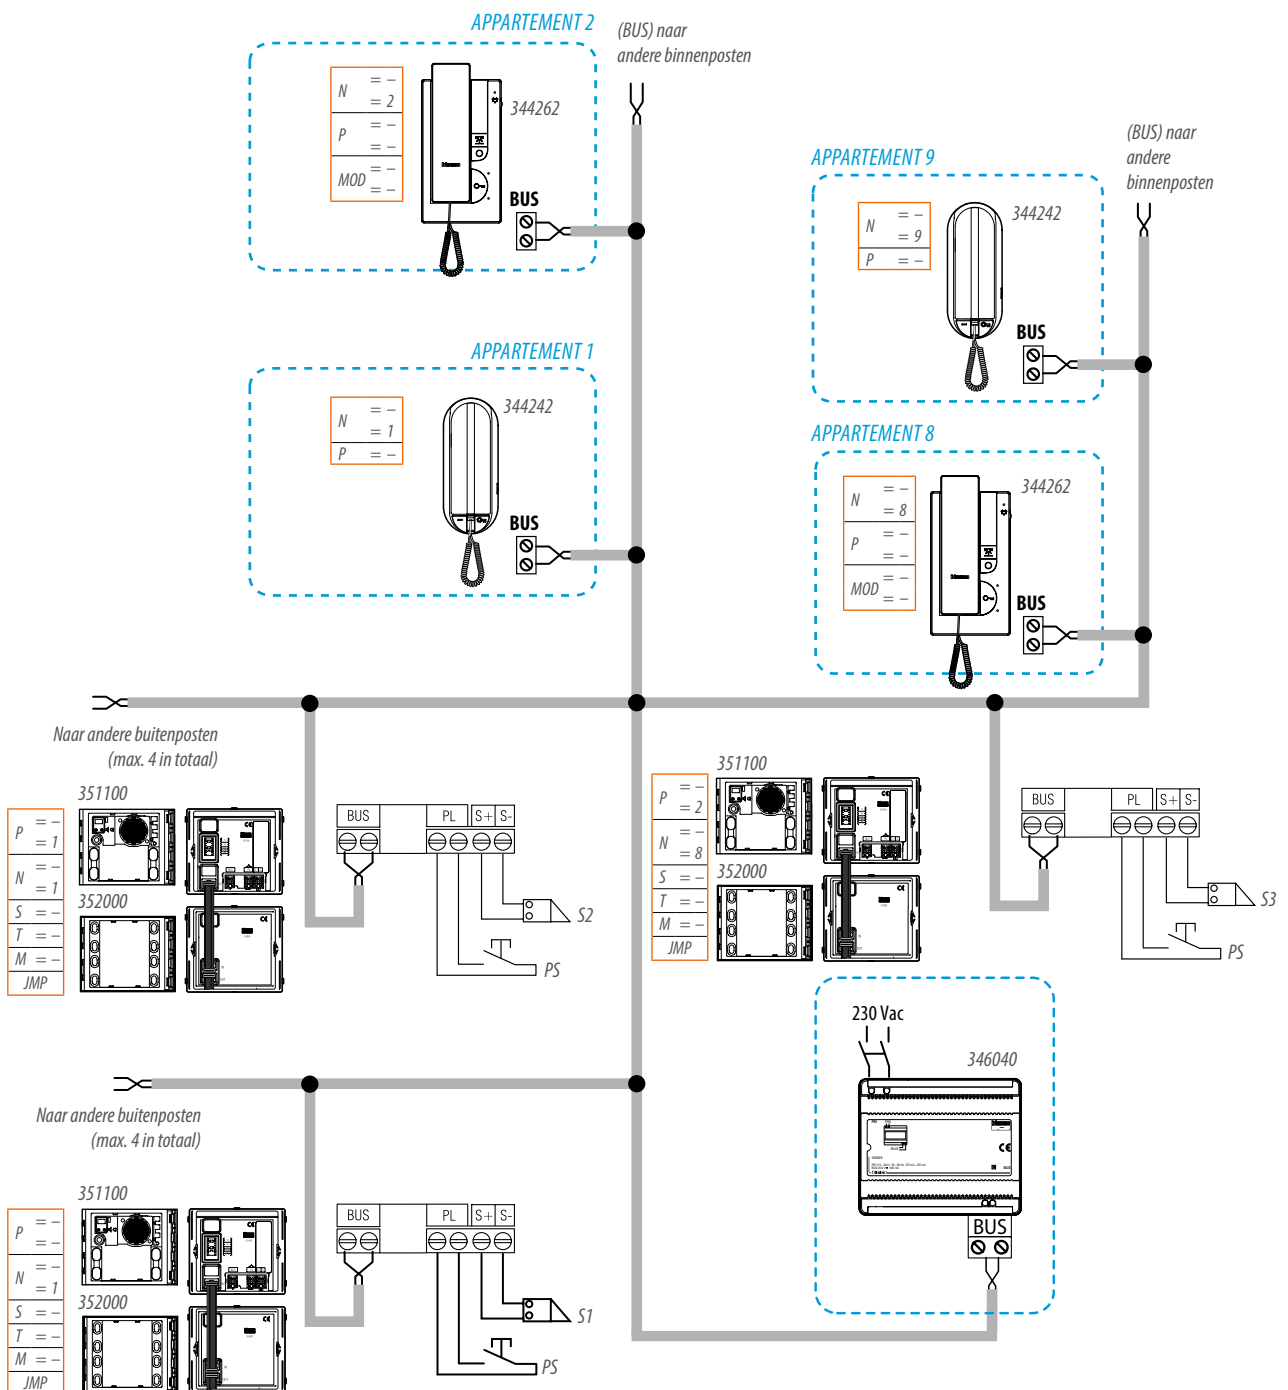 APPARTEMENT 2
(BUS) naar
andere binnenposten
N = –
= 2
P = –
= –
MOD = –
= –
344262
BUS
APPARTEMENT 1
N = –
= 1
P = –
344242
BUS
(BUS) naar
andere
binnenposten
APPARTEMENT 9
N = –
= 9
P = –
344242
BUS
APPARTEMENT 8
N = –
= 8
P = –
= –
MOD = –
= –
344262
BUS
Naar andere buitenposten
(max. 4 in totaal)
351100
P = –
= 1
N = –
= 1
S = –
T = –
M = –
JMP
352000
BUS PL S+ S-
S2
PS
351100
P = –
= 2
N = –
= 8
S = –
T = –
M = –
JMP
352000
BUS PL S+ S-
S3
PS
230 Vac
346040
BUS
Naar andere buitenposten
(max. 4 in totaal)
351100
P = –
= –
N = –
= 1
S = –
T = –
M = –
JMP
352000
BUS PL S+ S-
S1
PS